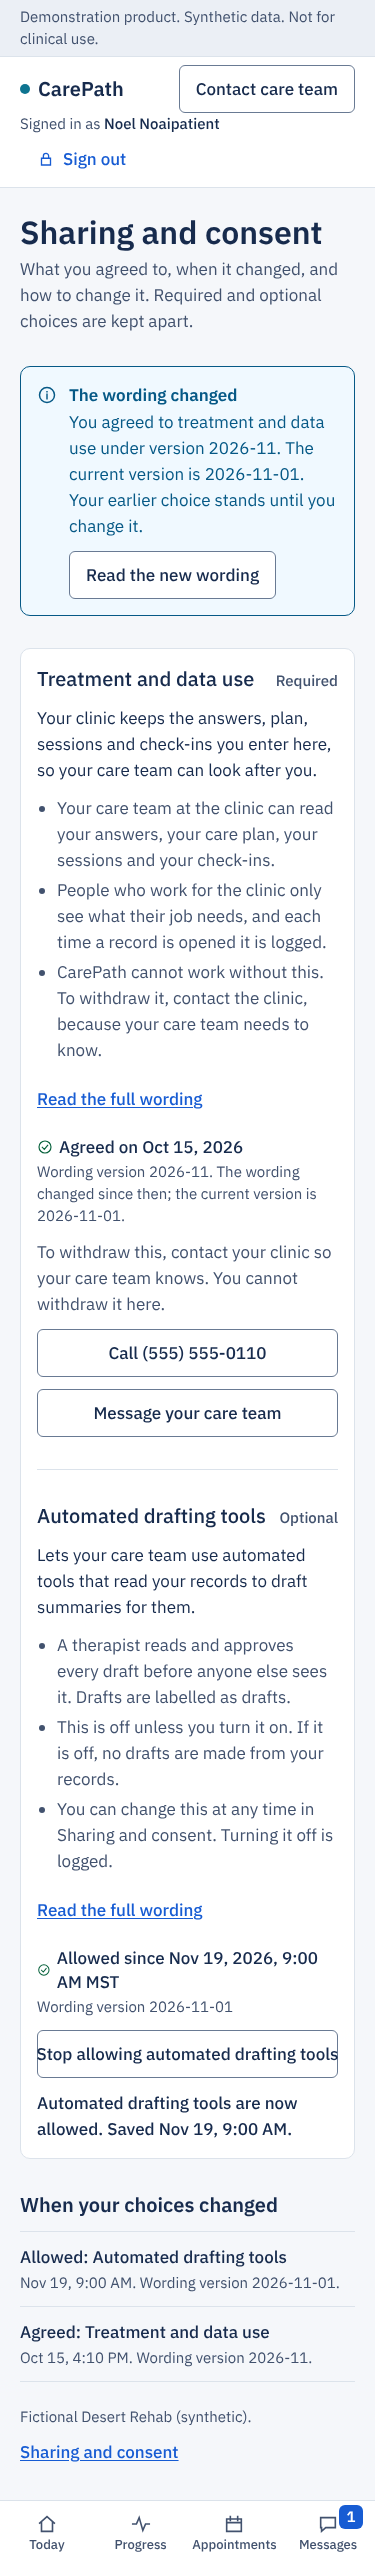 Demonstration product. Synthetic data. Not for
clinical use.
CarePath
Contact care team
Signed in as Noel Noaipatient
Sign out
Sharing and consent
What you agreed to, when it changed, and
how to change it. Required and optional
choices are kept apart.
The wording changed
You agreed to treatment and data
use under version 2026-11. The
current version is 2026-11-01.
Your earlier choice stands until you
change it.
Read the new wording
Treatment and data use
Required
Your clinic keeps the answers, plan,
sessions and check-ins you enter here,
so your care team can look after you.
Your care team at the clinic can read
your answers, your care plan, your
sessions and your check-ins.
People who work for the clinic only
see what their job needs, and each
time a record is opened it is logged.
CarePath cannot work without this.
To withdraw it, contact the clinic,
because your care team needs to
know.
Read the full wording
Agreed on Oct 15, 2026
Wording version 2026-11. The wording
changed since then; the current version is
2026-11-01.
To withdraw this, contact your clinic so
your care team knows. You cannot
withdraw it here.
Call (555) 555-0110
Message your care team
Automated drafting tools
Optional
Lets your care team use automated
tools that read your records to draft
summaries for them.
A therapist reads and approves
every draft before anyone else sees
it. Drafts are labelled as drafts.
This is off unless you turn it on. If it
is off, no drafts are made from your
records.
You can change this at any time in
Sharing and consent. Turning it off is
logged.
Read the full wording
Allowed since Nov 19, 2026, 9:00
AM MST
Wording version 2026-11-01
Stop allowing automated drafting tools
Automated drafting tools are now
allowed. Saved Nov 19, 9:00 AM.
When your choices changed
Allowed: Automated drafting tools
Nov 19, 9:00 AM. Wording version 2026-11-01.
Agreed: Treatment and data use
Oct 15, 4:10 PM. Wording version 2026-11.
Fictional Desert Rehab (synthetic).
Sharing and consent
1
Today
Progress
Appointments
Messages